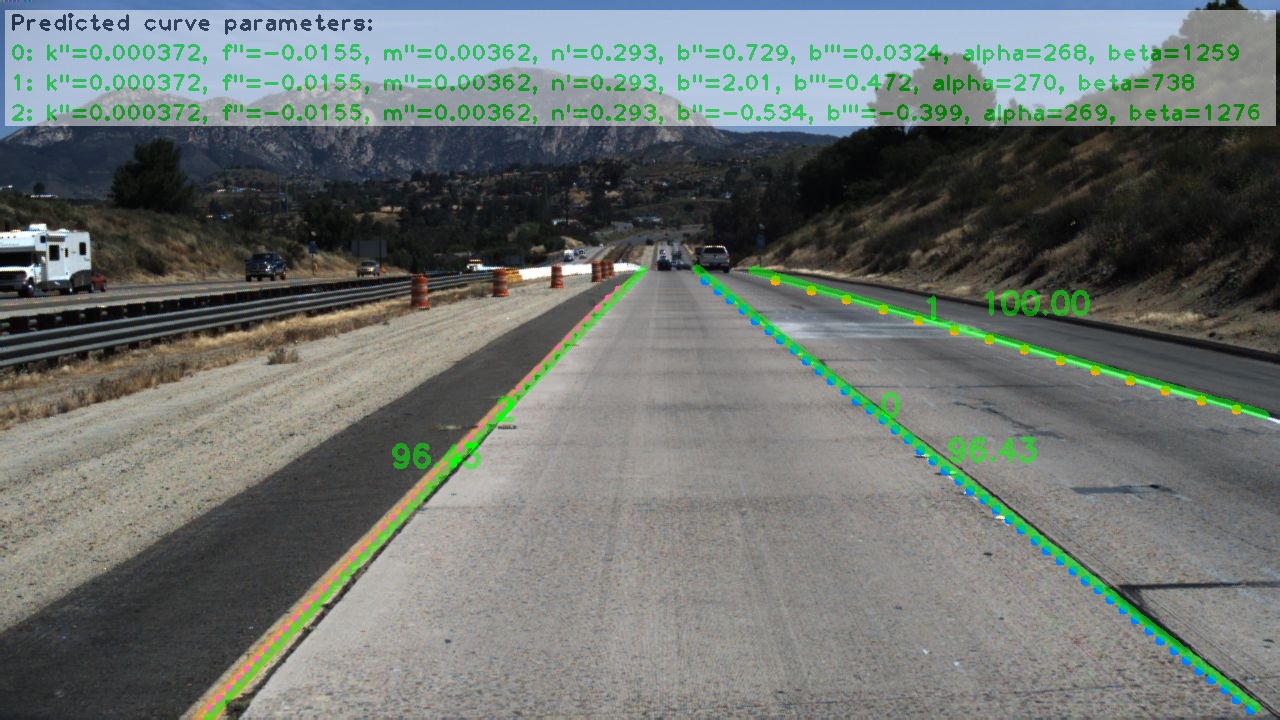 Predicted curve parameters:
0: k''=0.000372, f''=-0.0155, m''=0.00362, n'=0.293, b''=0.729, b'''=0.0324, alpha=268, beta=1259
1: k''=0.000372, f''=-0.0155, m''=0.00362, n'=0.293, b''=2.01, b'''=0.472, alpha=270, beta=738
2: k''=0.000372, f''=-0.0155, m''=0.00362, n'=0.293, b''=-0.534, b'''=-0.399, alpha=269, beta=1276
1 100.00
2 0
96.43 96.43